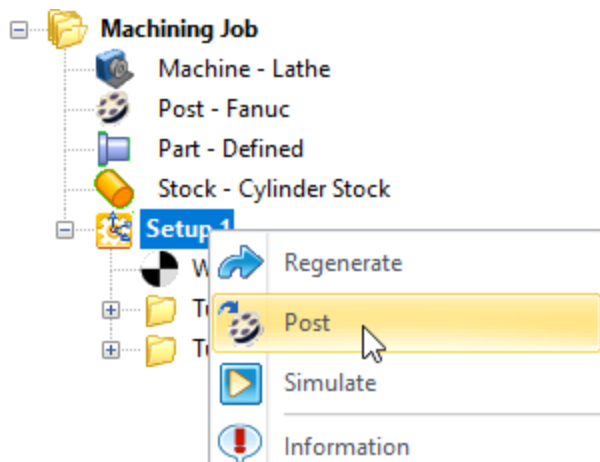 Machining Job
Machine - Lathe
Post - Fanuc
Part - Defined
Stock - Cylinder Stock
Setup 1
Regenerate
Post
Simulate
Information